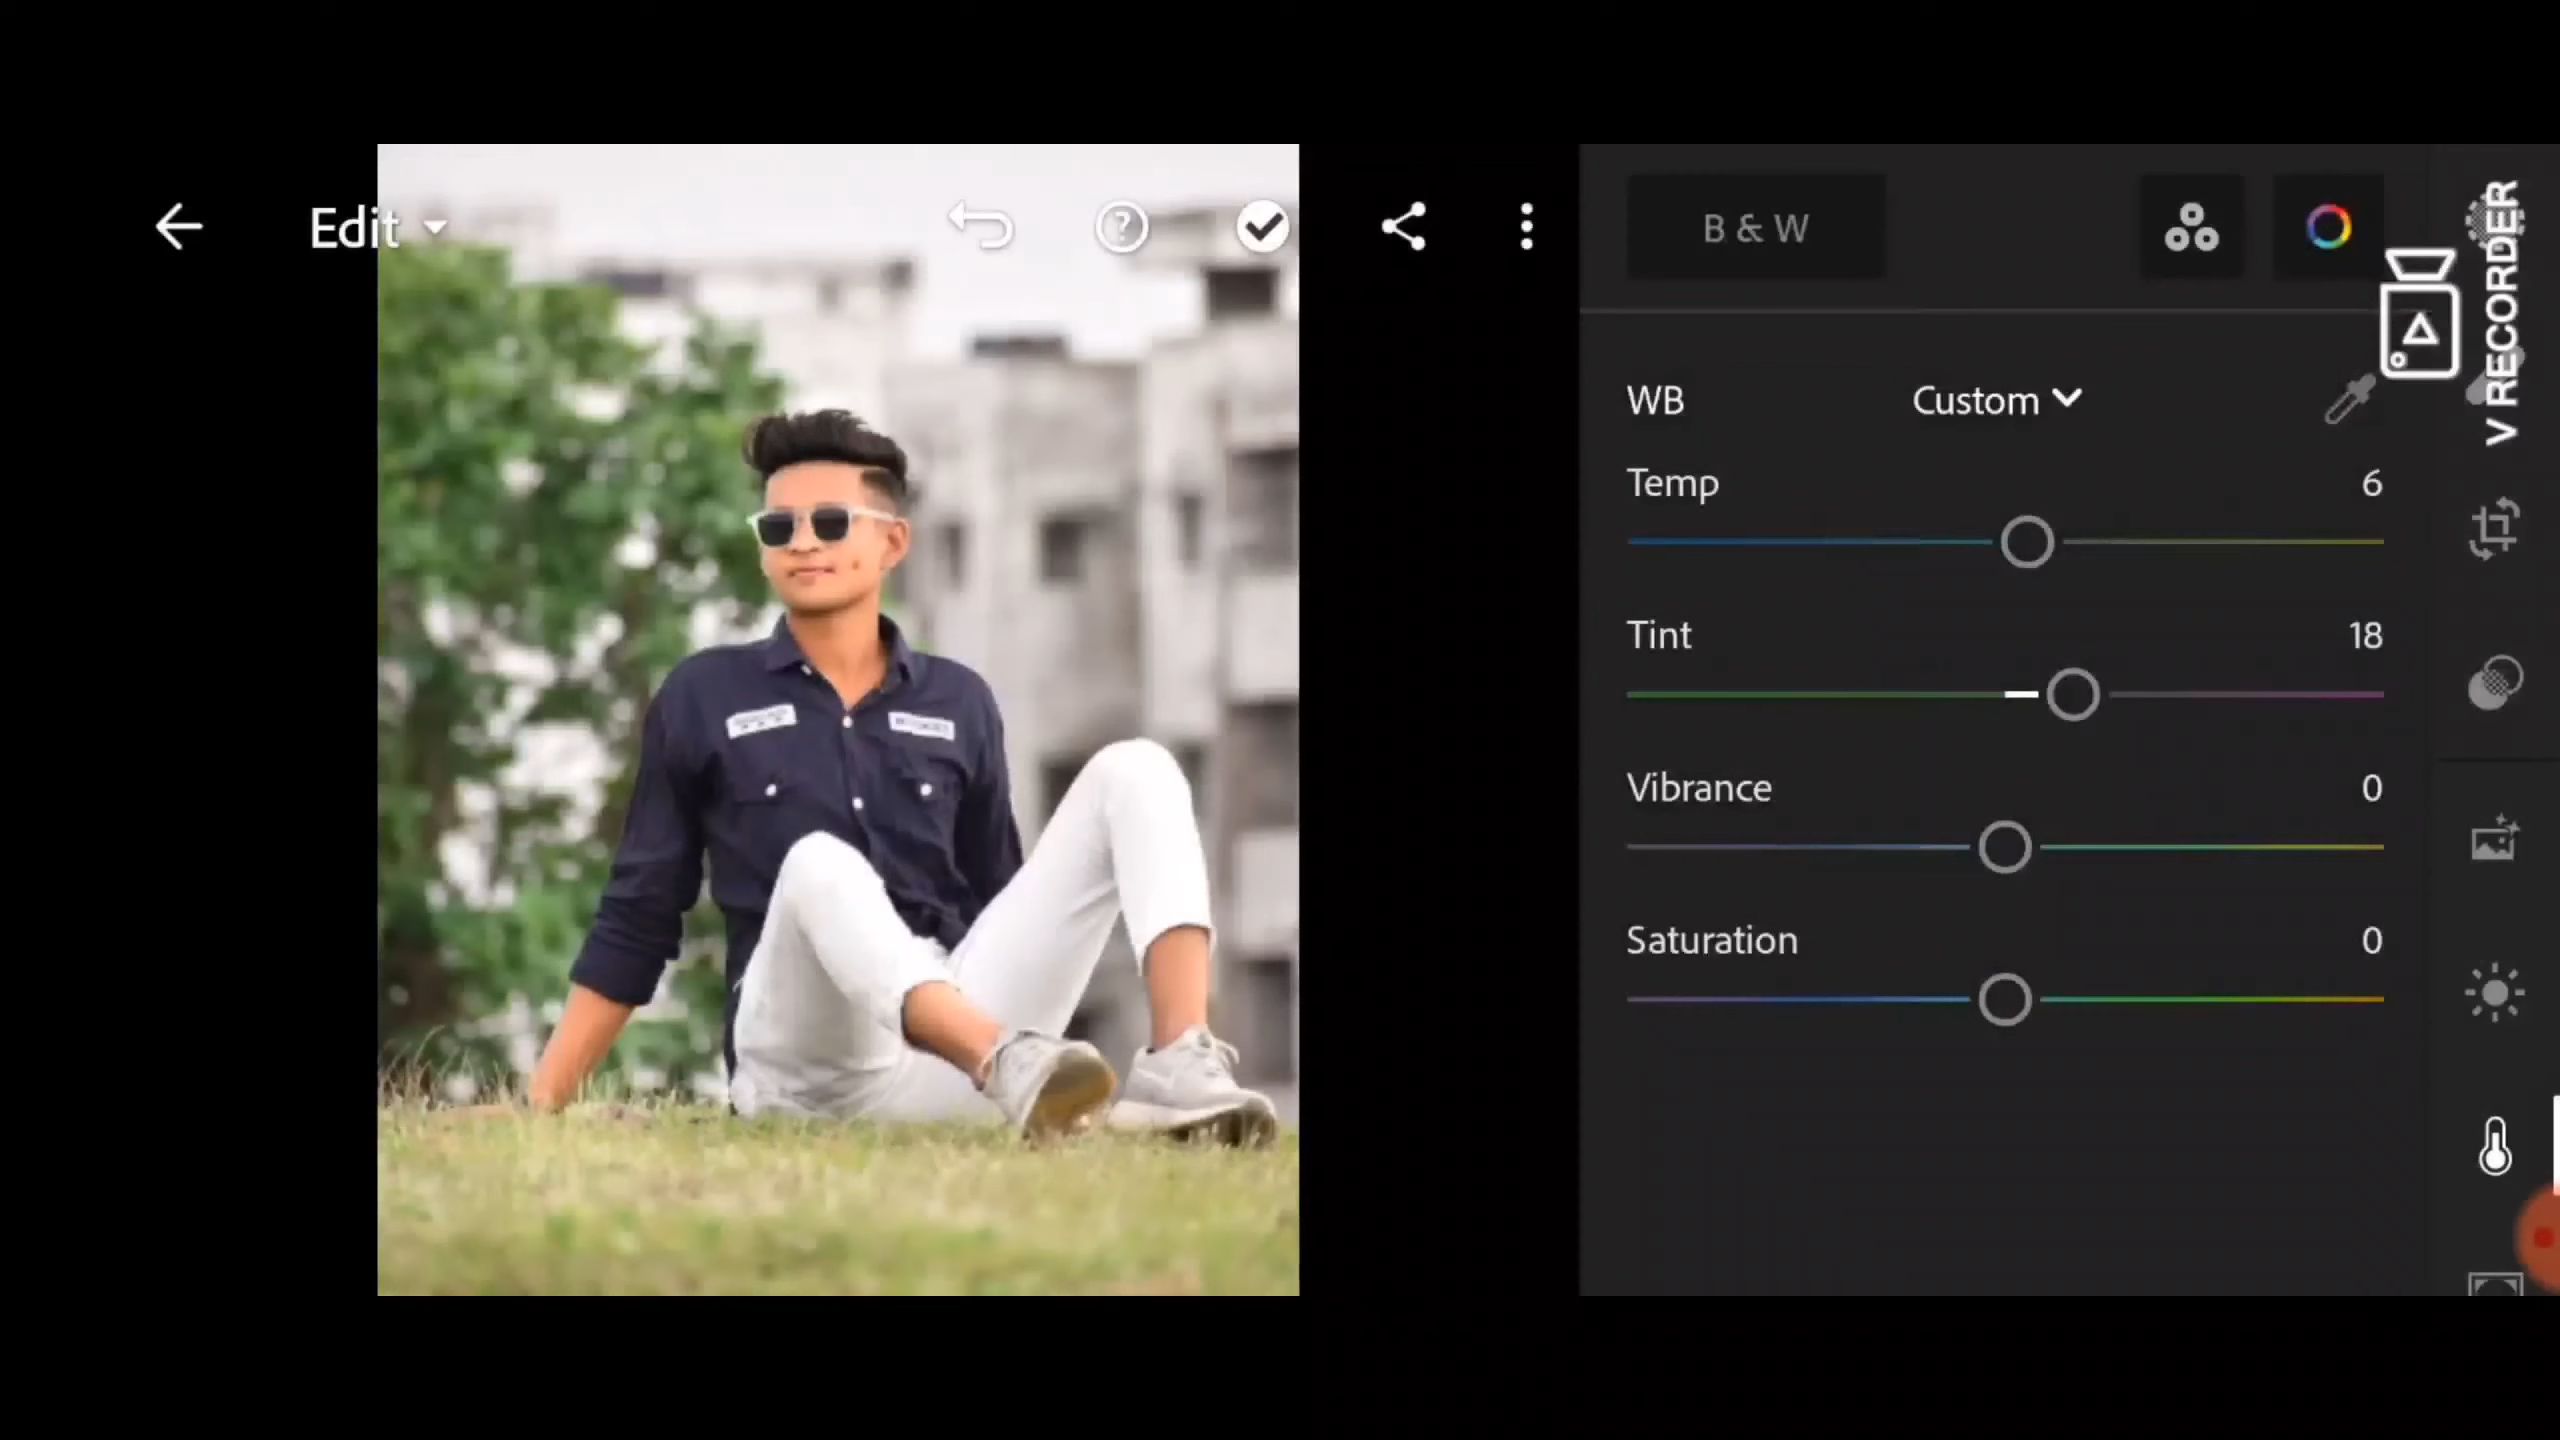 Edit
B & W
V RECORDER
WB
Custom
Temp
6
Tint
18
Vibrance
0
Saturation
0